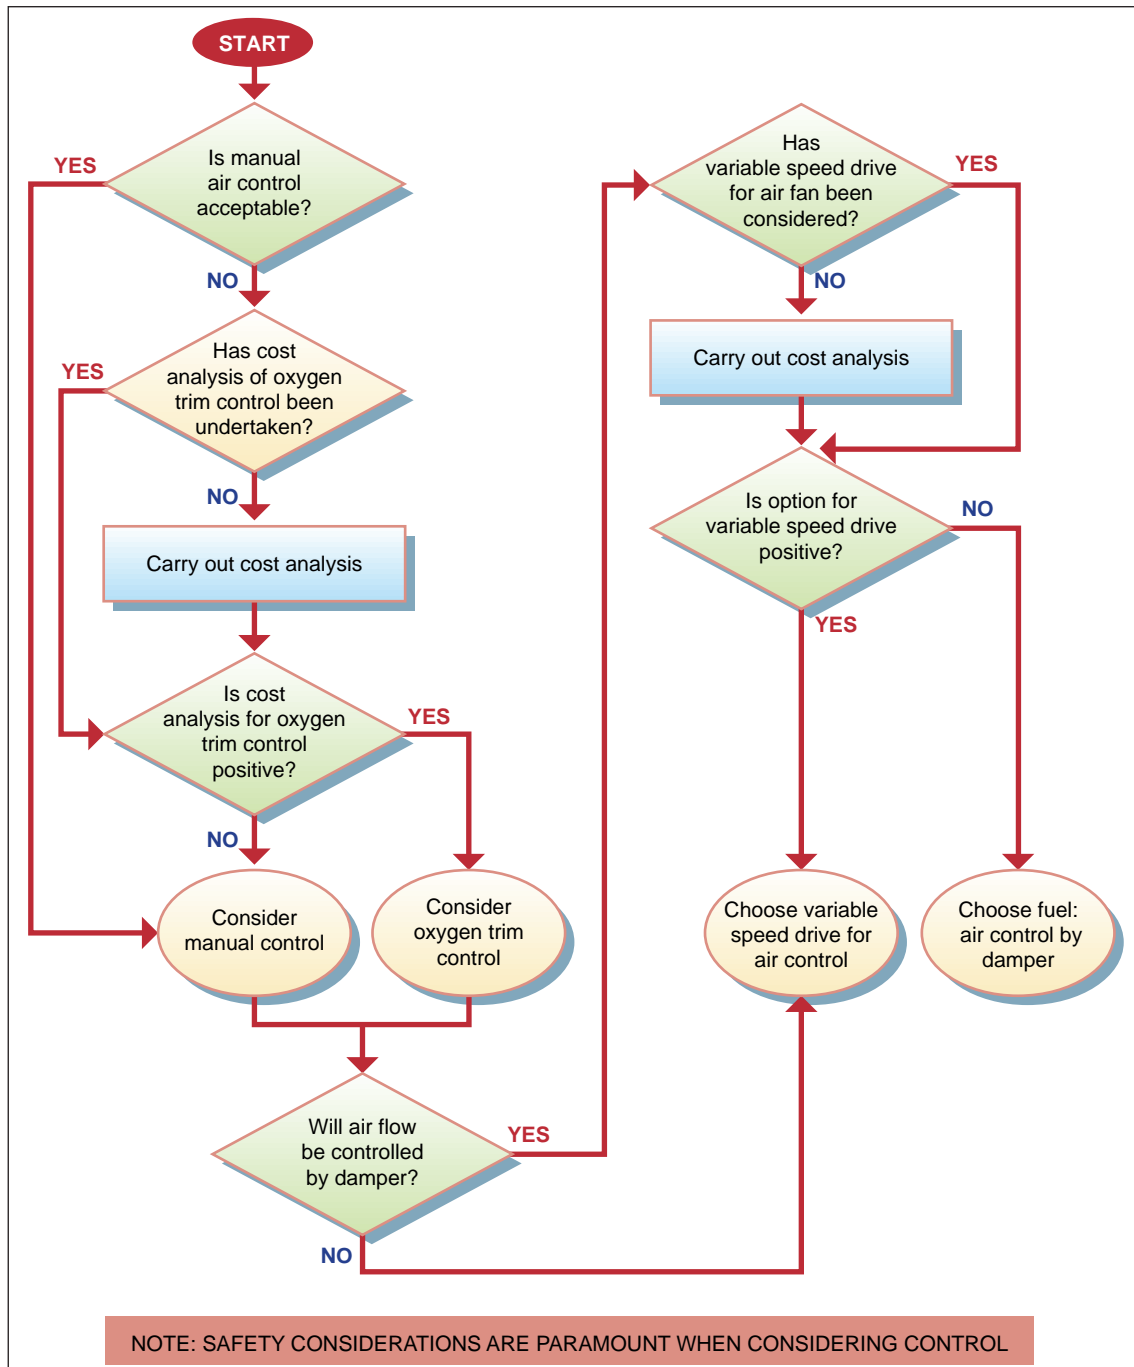 START
Is manual
air control
acceptable?
YES
NO
Has cost
analysis of oxygen
trim control been
undertaken?
YES
NO
Carry out cost analysis
Is cost
analysis for oxygen
trim control
positive?
YES
NO
Consider
manual control
Consider
oxygen trim
control
Will air flow
be controlled
by damper?
YES
NO
Has
variable speed drive
for air fan been
considered?
YES
NO
Carry out cost analysis
Is option for
variable speed drive
positive?
NO
YES
Choose variable
speed drive for
air control
Choose fuel:
air control by
damper
NOTE: SAFETY CONSIDERATIONS ARE PARAMOUNT WHEN CONSIDERING CONTROL